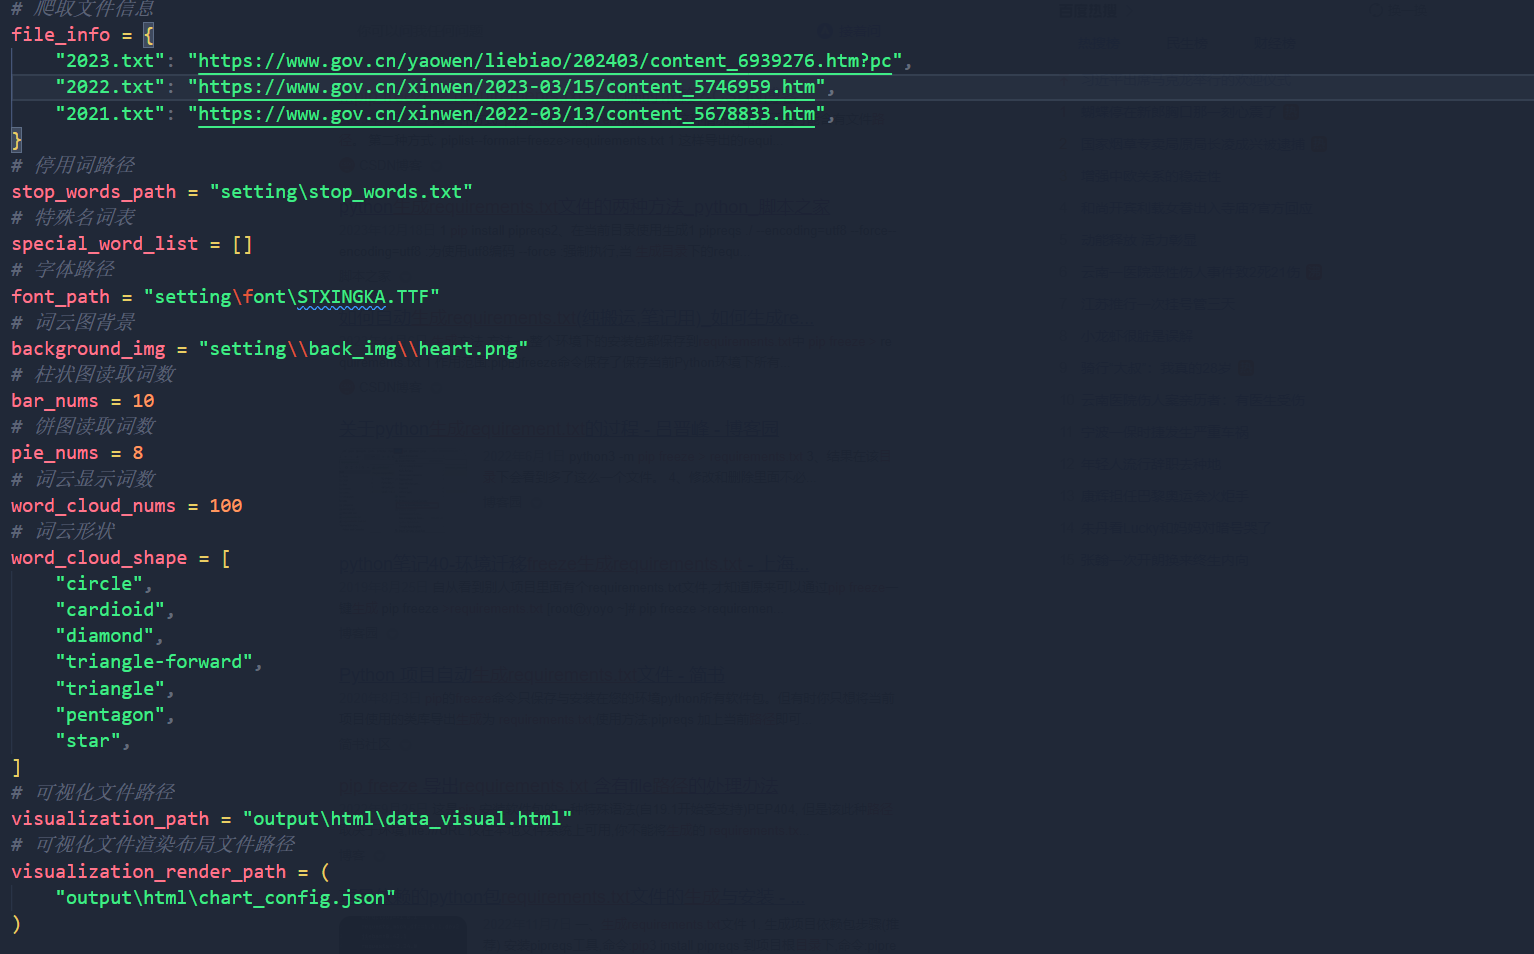 # 爬取文件信息
file_info = {
    "2023.txt": "https://www.gov.cn/yaowen/liebiao/202403/content_6939276.htm?pc",
    "2022.txt": "https://www.gov.cn/xinwen/2023-03/15/content_5746959.htm",
    "2021.txt": "https://www.gov.cn/xinwen/2022-03/13/content_5678833.htm",
}
# 停用词路径
stop_words_path = "setting\stop_words.txt"
# 特殊名词表
special_word_list = []
# 字体路径
font_path = "setting\font\STXINGKA.TTF"
# 词云图背景
background_img = "setting\\back_img\\heart.png"
# 柱状图读取词数
bar_nums = 10
# 饼图读取词数
pie_nums = 8
# 词云显示词数
word_cloud_nums = 100
# 词云形状
word_cloud_shape = [
    "circle",
    "cardioid",
    "diamond",
    "triangle-forward",
    "triangle",
    "pentagon",
    "star",
]
# 可视化文件路径
visualization_path = "output\html\data_visual.html"
# 可视化文件渲染布局文件路径
visualization_render_path = (
    "output\html\chart_config.json"
)